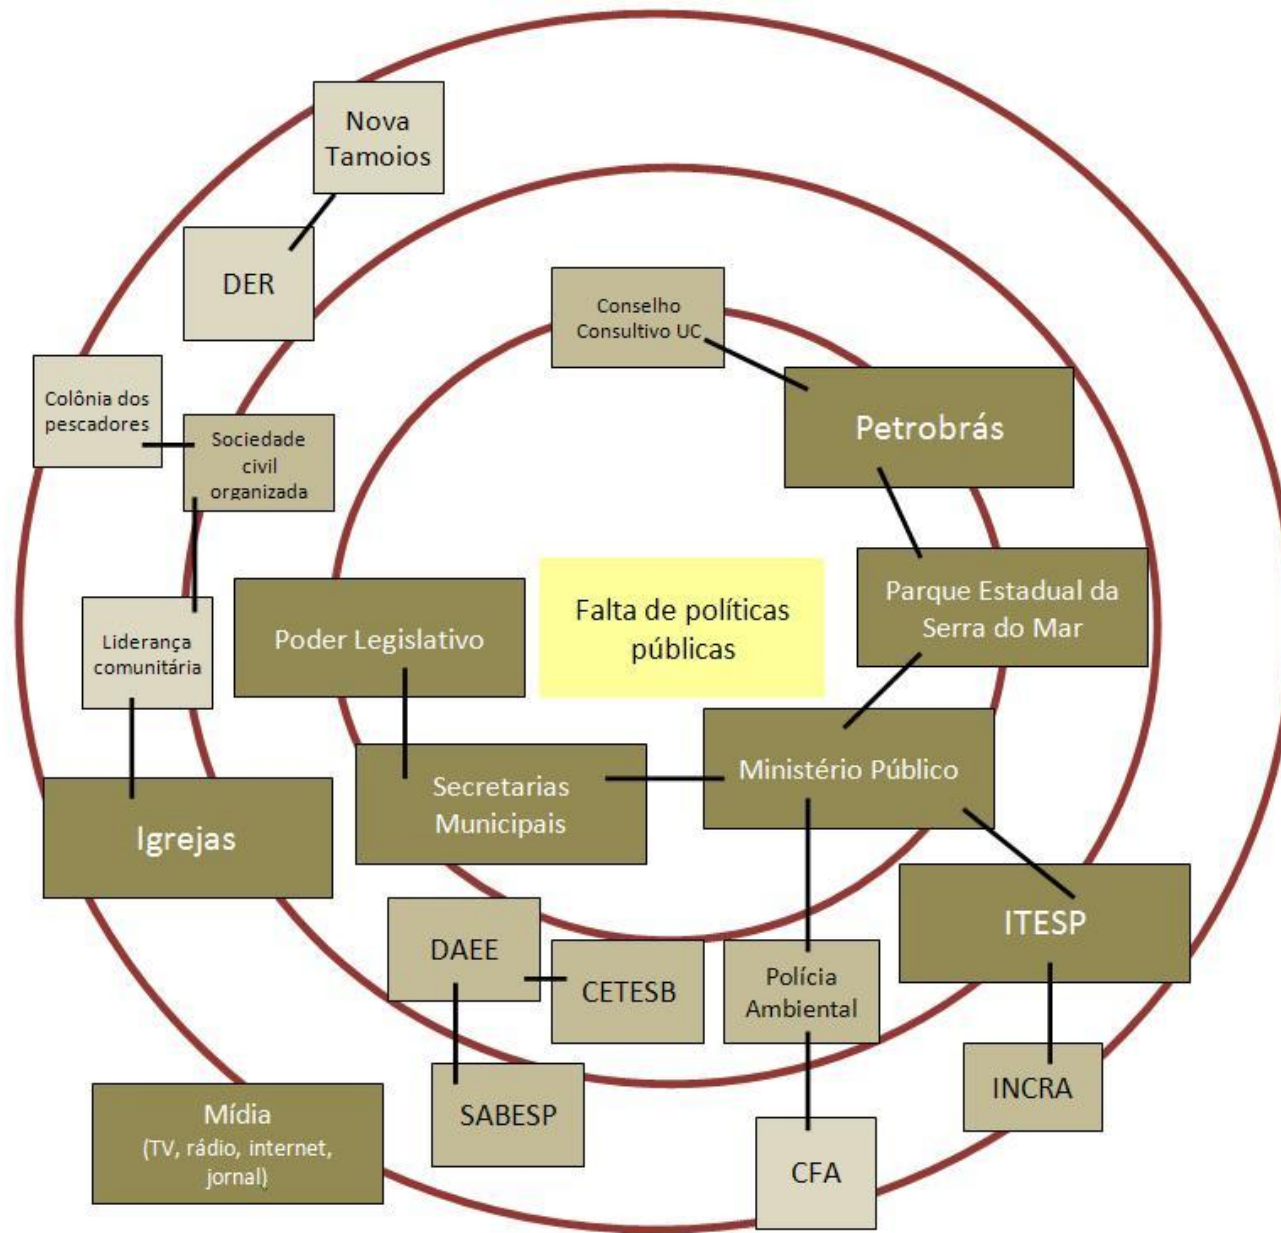 Nova
Tamoios
DER
Conselho
Consultivo UC
Colônia dos
pescadores
Sociedade
civil
organizada
Petrobrás
Falta de políticas
públicas
Parque Estadual da
Serra do Mar
Liderança
comunitária
Poder Legislativo
Ministério Público
Secretarias
Municipais
Igrejas
ITESP
DAEE
CETESB
Polícia
Ambiental
SABESP
INCRA
Mídia
(TV, rádio, internet,
jornal)
CFA